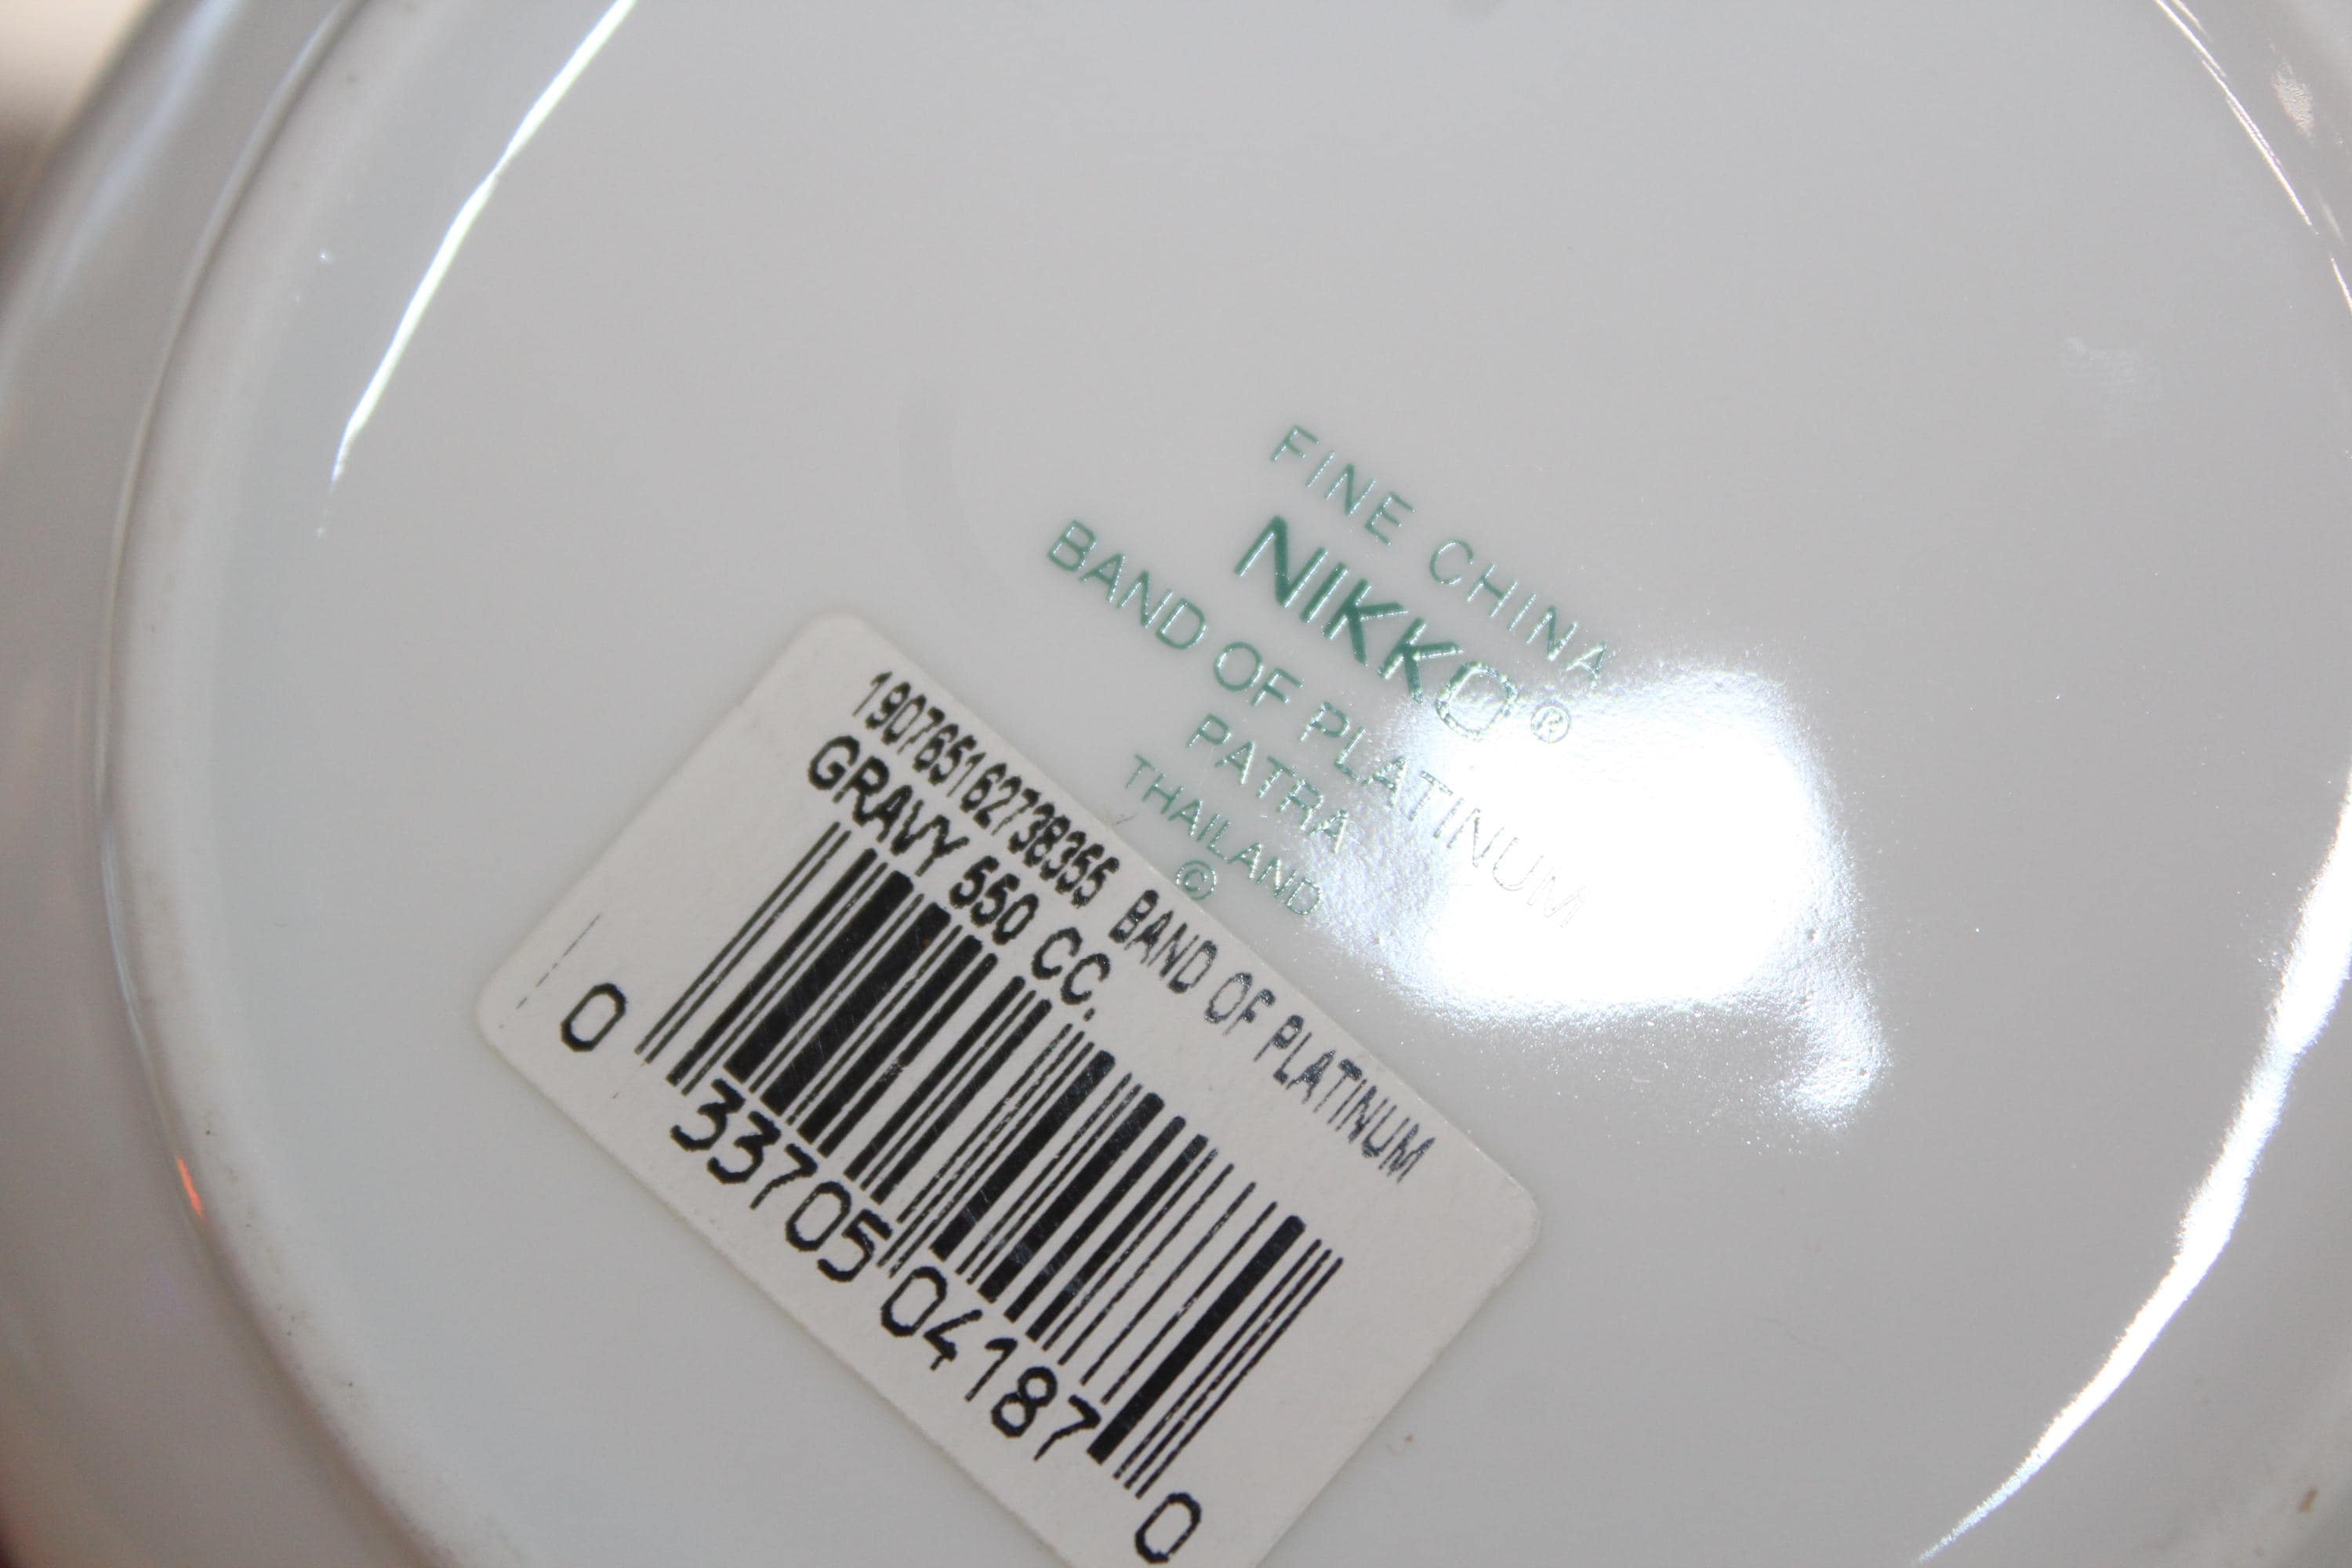 FINE CHINA
NIKKO®
BAND OF PLATINUM
PATRA
THAILAND
©
190765162738355 BAND OF PLATINUM
GRAVY 550 CC.
0 33705 04187 0